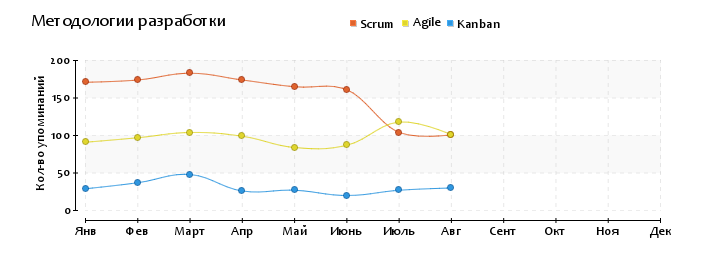 Методологии разработки
Scrum Agile Kanban
Кол-во упоминаний
200
150
100
50
0
Янв Фев Март Апр Май Июнь Июль Авг Сент Окт Ноя Дек